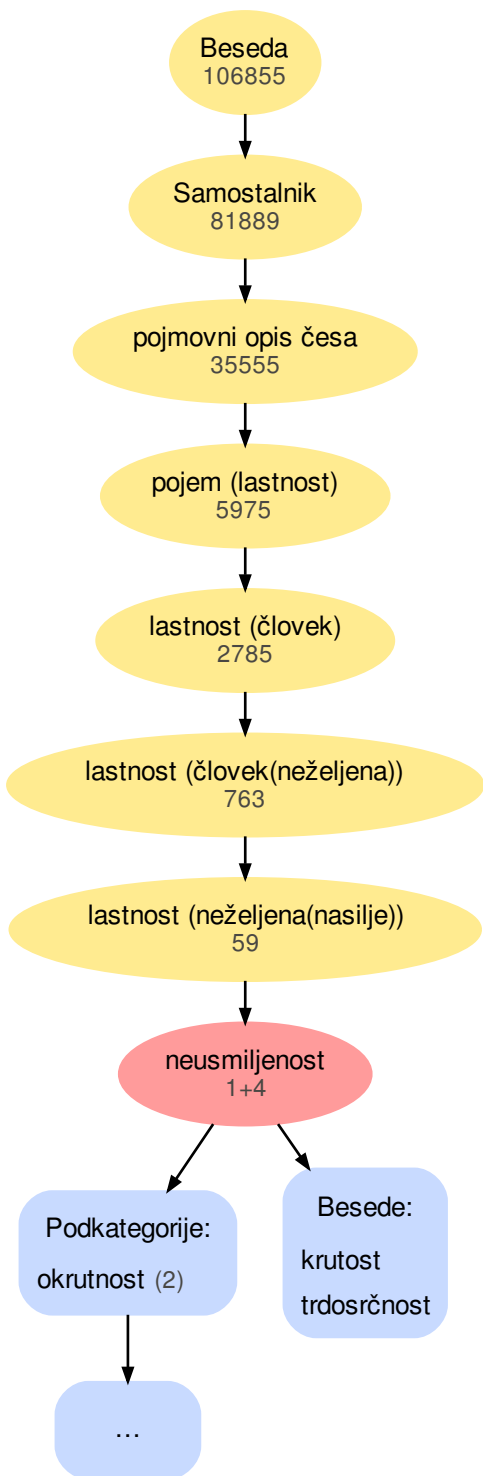 Beseda
106855
Samostalnik
81889
pojmovni opis česa
35555
pojem (lastnost)
5975
lastnost (človek)
2785
lastnost (človek(neželjena))
763
lastnost (neželjena(nasilje))
59
neusmiljenost
1+4
Podkategorije:
okrutnost (2)
...
Besede:
krutost
trdosrčnost